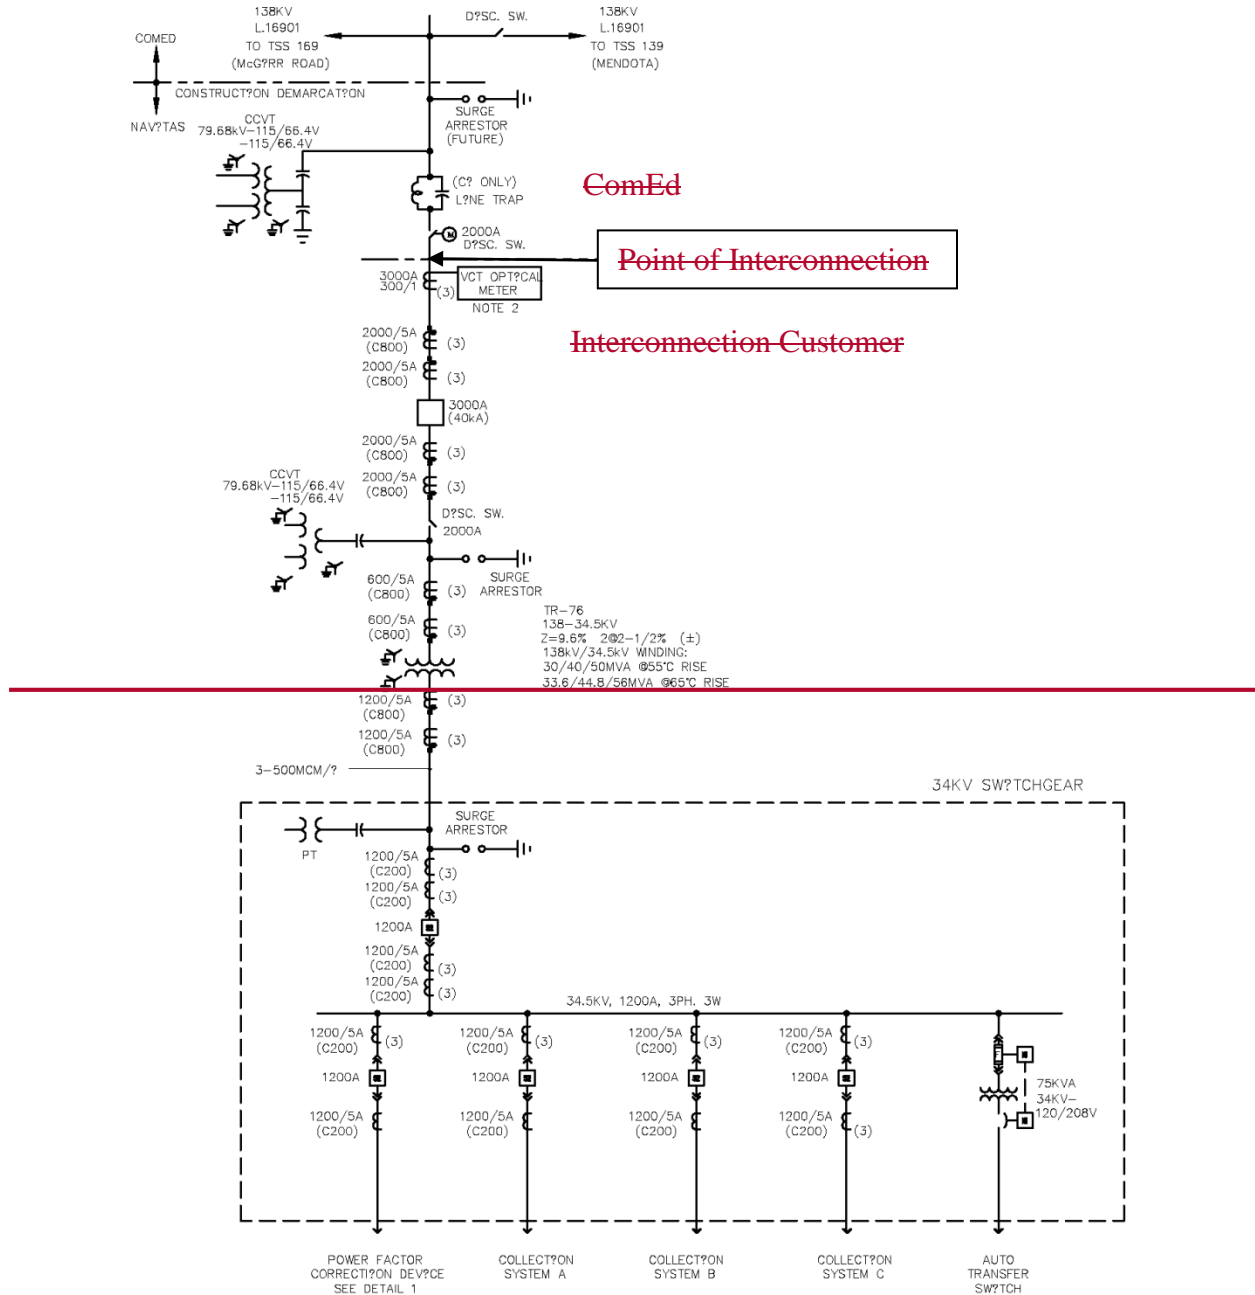 138KV
L.16901
TO TSS 169
(McG?RR ROAD)
D?SC. SW.
138KV
L.16901
TO TSS 139
(MENDOTA)
COMED
CONSTRUCT?ON DEMARCAT?ON
NAV?TAS
SURGE
ARRESTOR
(FUTURE)
CCVT
79.68kV-115/66.4V
-115/66.4V
(C? ONLY)
L?NE TRAP
ComEd
M
2000A
D?SC. SW.
Point of Interconnection
3000A
300/1
(3)
VCT OPT?CAL
METER
NOTE 2
Interconnection Customer
2000/5A
(C800)
(3)
2000/5A
(C800)
(3)
3000A
(40kA)
2000/5A
(C800)
(3)
2000/5A
(C800)
(3)
CCVT
79.68kV-115/66.4V
-115/66.4V
D?SC. SW.
2000A
SURGE
ARRESTOR
600/5A
(C800)
(3)
600/5A
(C800)
(3)
TR-76
138-34.5KV
Z=9.6% 2@2-1/2% (±)
138kV/34.5kV WINDING:
30/40/50MVA @55°C RISE
33.6/44.8/56MVA @65°C RISE
1200/5A
(C800)
(3)
1200/5A
(C800)
(3)
3-500MCM/?
34KV SW?TCHGEAR
PT
SURGE
ARRESTOR
1200/5A
(C200)
(3)
1200/5A
(C200)
(3)
1200A
1200/5A
(C200)
(3)
1200/5A
(C200)
(3)
34.5KV, 1200A, 3PH. 3W
1200/5A
(C200)
(3)
1200A
1200/5A
(C200)
1200/5A
(C200)
(3)
1200A
1200/5A
(C200)
1200/5A
(C200)
(3)
1200A
1200/5A
(C200)
1200/5A
(C200)
(3)
1200A
1200/5A
(C200)
(3)
75KVA
34KV-
120/208V
POWER FACTOR
CORRECTI?ON DEV?CE
SEE DETAIL 1
COLLECT?ON
SYSTEM A
COLLECT?ON
SYSTEM B
COLLECT?ON
SYSTEM C
AUTO
TRANSFER
SW?TCH